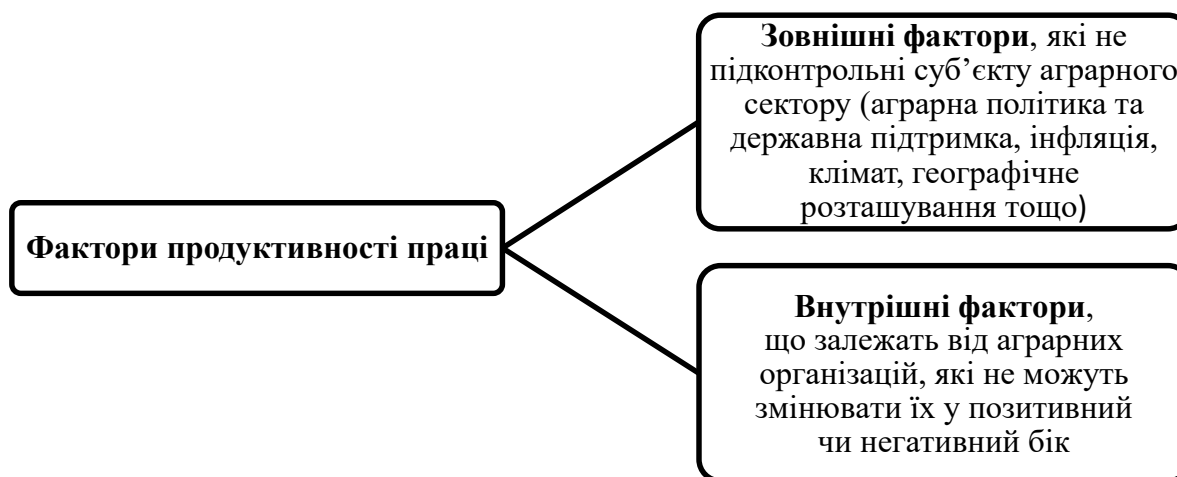 Зовнішні фактори, які не
підконтрольні суб’єкту аграрного
сектору (аграрна політика та
державна підтримка, інфляція,
клімат, географічне
розташування тощо)
Фактори продуктивності праці
Внутрішні фактори,
що залежать від аграрних
організацій, які не можуть
змінювати їх у позитивний
чи негативний бік